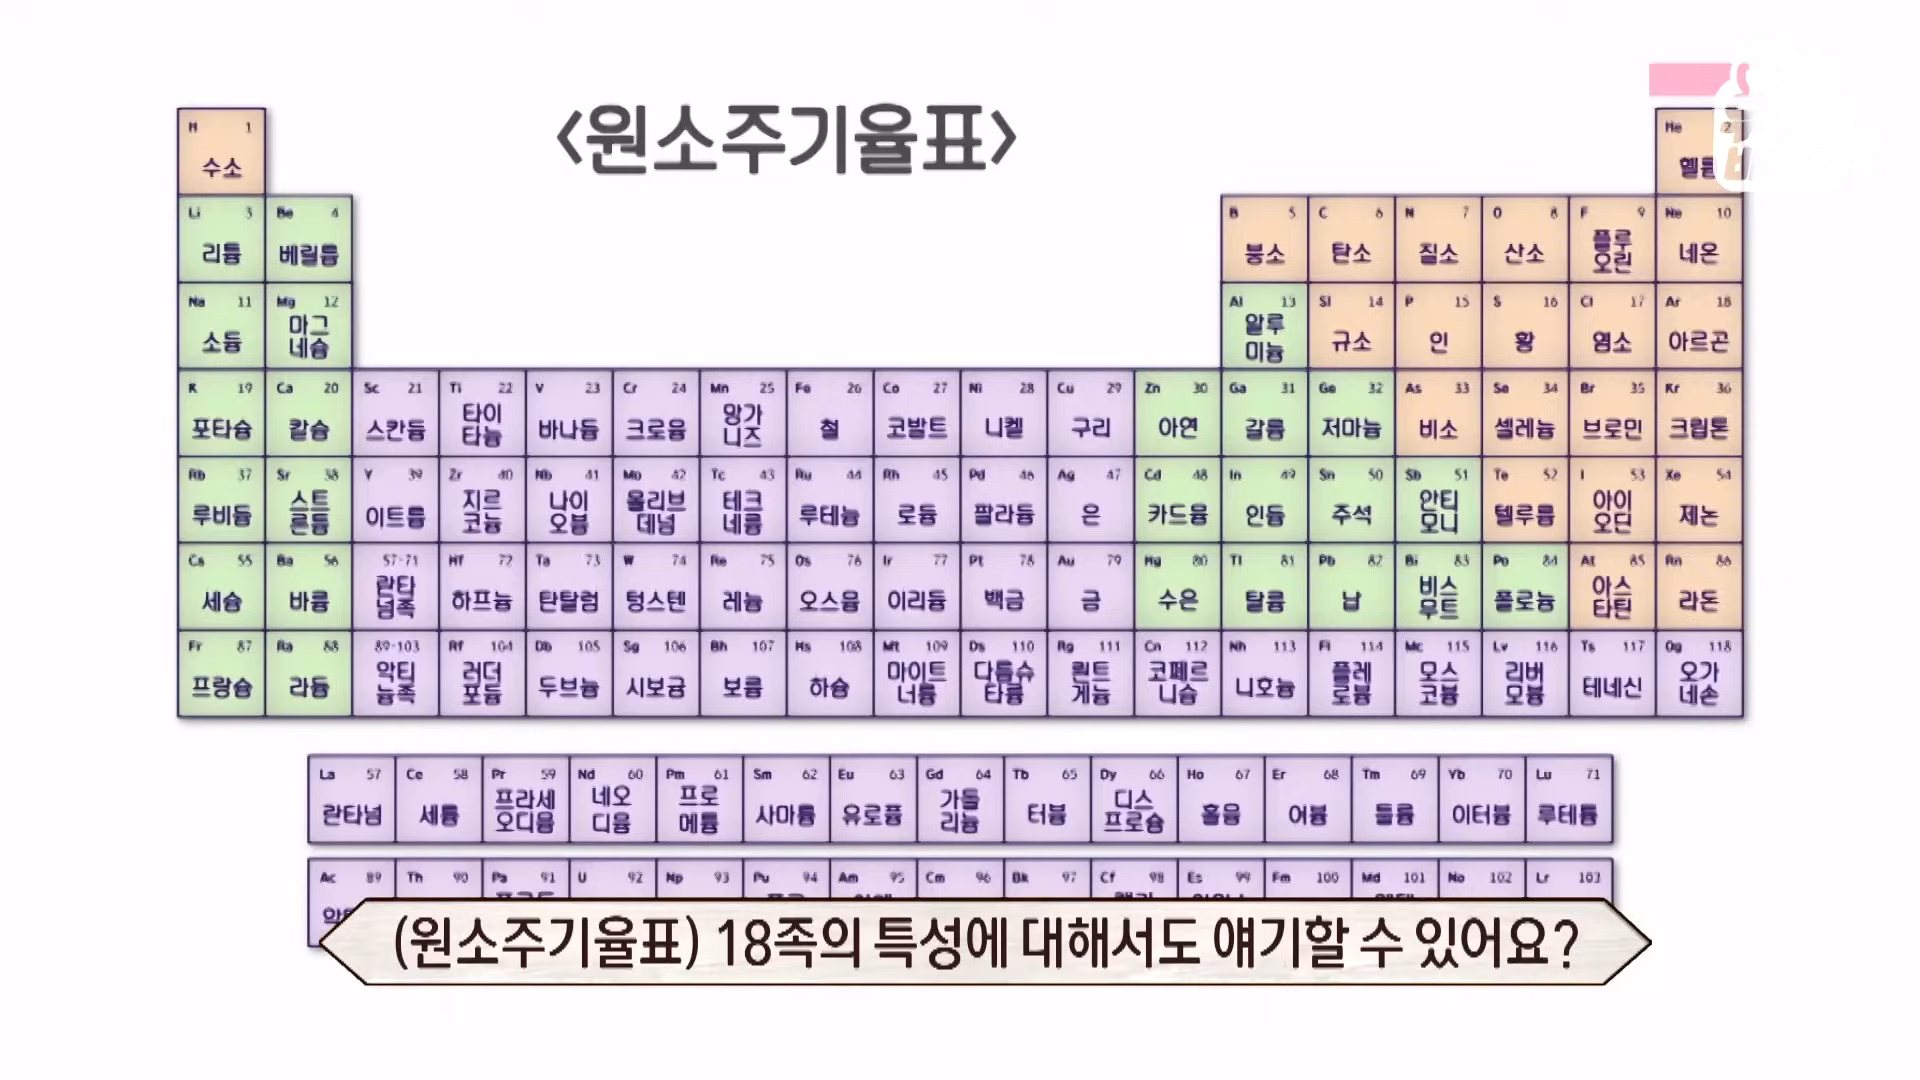 <원소주기율표>
H 1 수소
He 2 헬륨
Li 3 리튬
Be 4 베릴륨
B 5 붕소
C 6 탄소
N 7 질소
O 8 산소
F 9 플루오린
Ne 10 네온
Na 11 소듐
Mg 12 마그네슘
Al 13 알루미늄
Si 14 규소
P 15 인
S 16 황
Cl 17 염소
Ar 18 아르곤
K 19 포타슘
Ca 20 칼슘
Sc 21 스칸듐
Ti 22 타이타늄
V 23 바나듐
Cr 24 크로뮴
Mn 25 망가니즈
Fe 26 철
Co 27 코발트
Ni 28 니켈
Cu 29 구리
Zn 30 아연
Ga 31 갈륨
Ge 32 저마늄
As 33 비소
Se 34 셀레늄
Br 35 브로민
Kr 36 크립톤
Rb 37 루비듐
Sr 38 스트론듐
Y 39 이트륨
Zr 40 지르코늄
Nb 41 나이오븀
Mo 42 몰리브데넘
Tc 43 테크네륨
Ru 44 루테늄
Rh 45 로듐
Pd 46 팔라듐
Ag 47 은
Cd 48 카드뮴
In 49 인듐
Sn 50 주석
Sb 51 안티모니
Te 52 텔루륨
I 53 아이오딘
Xe 54 제논
Cs 55 세슘
Ba 56 바륨
57-71 란타넘족
Hf 72 하프늄
Ta 73 탄탈럼
W 74 텅스텐
Re 75 레늄
Os 76 오스뮴
Ir 77 이리듐
Pt 78 백금
Au 79 금
Hg 80 수은
Tl 81 탈륨
Pb 82 납
Bi 83 비스무트
Po 84 폴로늄
At 85 아스타틴
Rn 86 라돈
Fr 87 프랑슘
Ra 88 라듐
89-103 악티늄족
Rf 104 러더포듐
Db 105 두브늄
Sg 106 시보귬
Bh 107 보륨
Hs 108 하슘
Mt 109 마이트너륨
Ds 110 다름슈타륨
Rg 111 뢴트게늄
Cn 112 코페르니슘
Nh 113 니호늄
Fl 114 플레로븀
Mc 115 모스코븀
Lv 116 리버모븀
Ts 117 테네신
Og 118 오가네손
La 57 란타넘
Ce 58 세륨
Pr 59 프라세오디뮴
Nd 60 네오디뮴
Pm 61 프로메튬
Sm 62 사마륨
Eu 63 유로퓸
Gd 64 가돌리늄
Tb 65 터븀
Dy 66 디스프로슘
Ho 67 홀뮴
Er 68 어븀
Tm 69 툴륨
Yb 70 이터븀
Lu 71 루테튬
Ac 89
Th 90
Pa 91
U 92
Np 93
Pu 94
Am 95
Cm 96
Bk 97
Cf 98
Es 99
Fm 100
Md 101
No 102
Lr 103
(원소주기율표) 18족의 특성에 대해서도 얘기할 수 있어요?